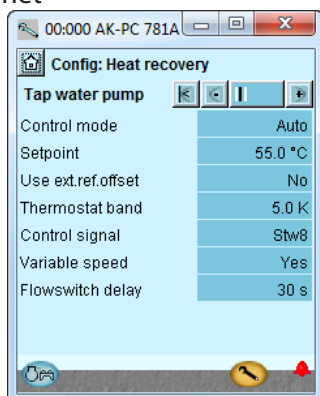 00:000 AK-PC 781A
Config: Heat recovery
Tap water pump
Control mode Auto
Setpoint 55.0 °C
Use ext.ref.offset No
Thermostat band 5.0 K
Control signal Stw8
Variable speed Yes
Flowswitch delay 30 s